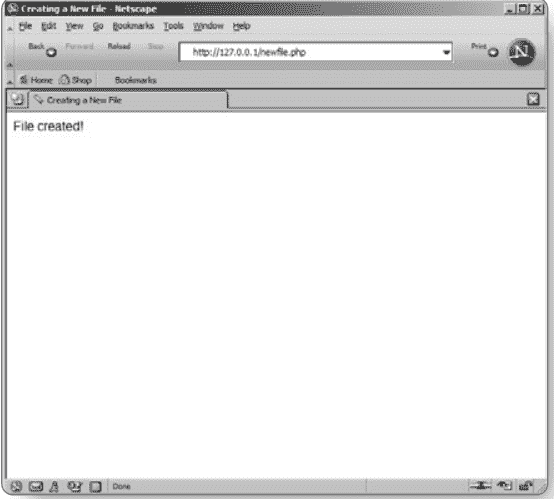 Creating a New File - Netscape
File Edit View Go Bookmarks Tools Window Help
Back Forward Reload Stop http://127.0.0.1/newfile.php Print N
Home Shop Bookmarks
Creating a New File
File created!
Done